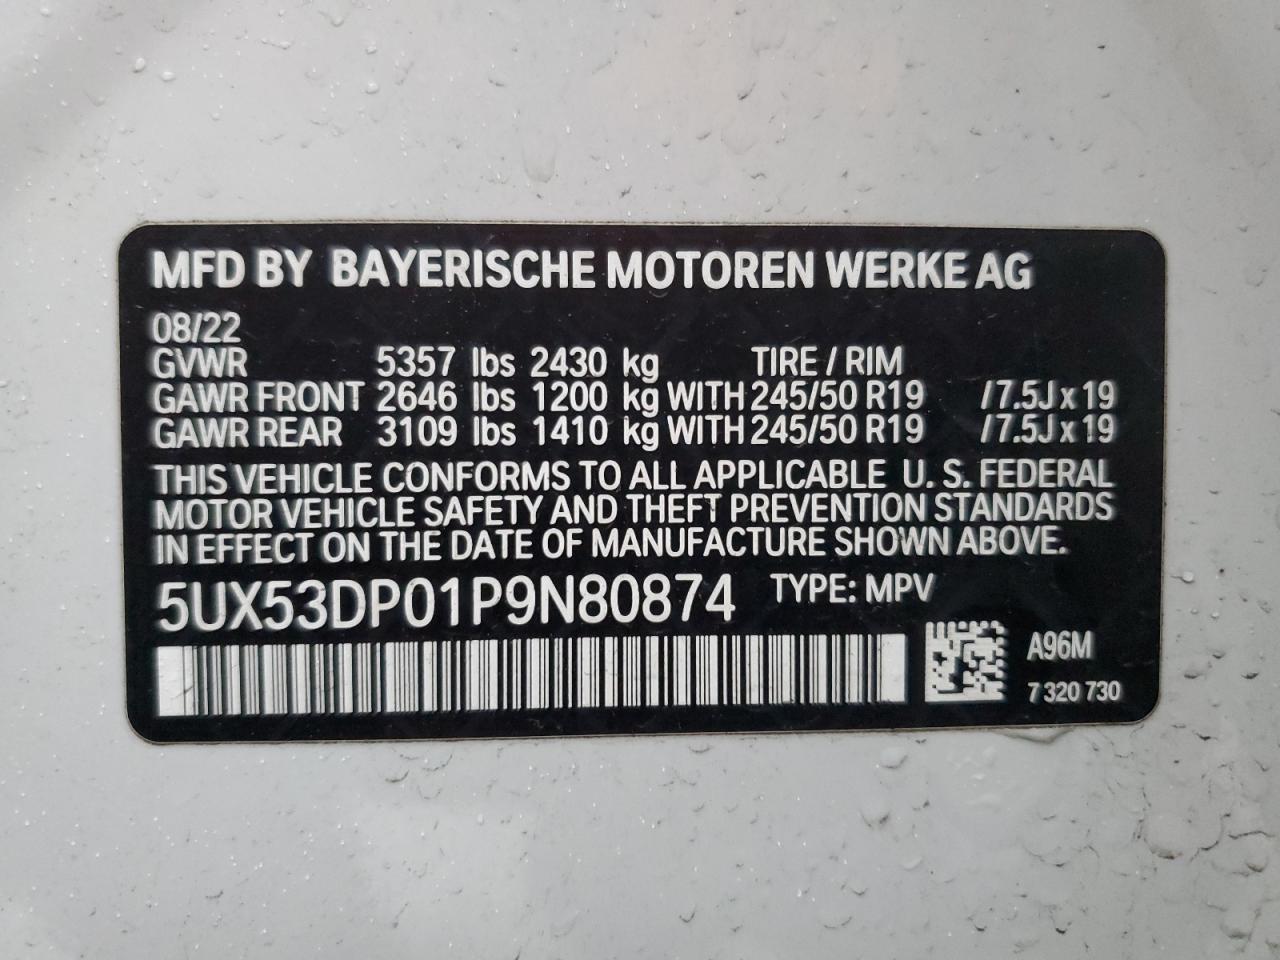 MFD BY BAYERISCHE MOTOREN WERKE AG
08/22
GVWR 5357 lbs 2430 kg TIRE / RIM
GAWR FRONT 2646 lbs 1200 kg WITH 245/50 R19 /7.5J x 19
GAWR REAR 3109 lbs 1410 kg WITH 245/50 R19 /7.5J x 19
THIS VEHICLE CONFORMS TO ALL APPLICABLE U. S. FEDERAL
MOTOR VEHICLE SAFETY AND THEFT PREVENTION STANDARDS
IN EFFECT ON THE DATE OF MANUFACTURE SHOWN ABOVE.
5UX53DP01P9N80874 TYPE: MPV
A96M
7 320 730